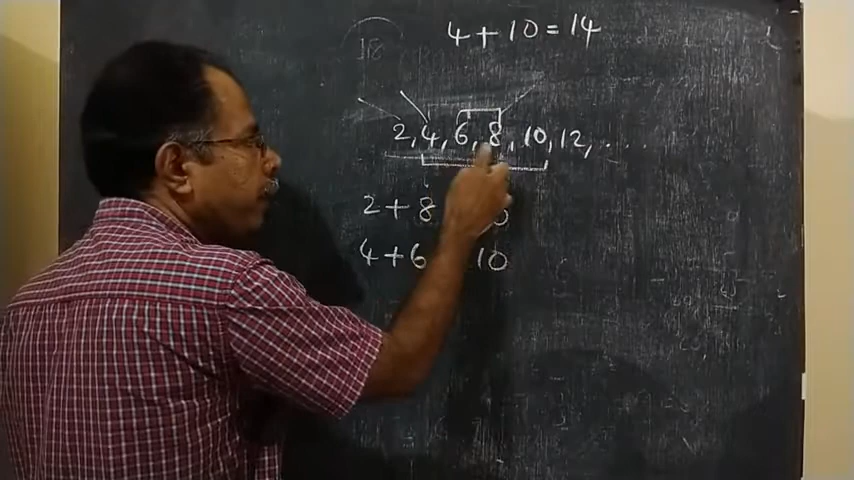 4 + 10 = 14
18
2, 4, 6, 8, 10, 12, . . . .
2 + 8
4 + 6 10